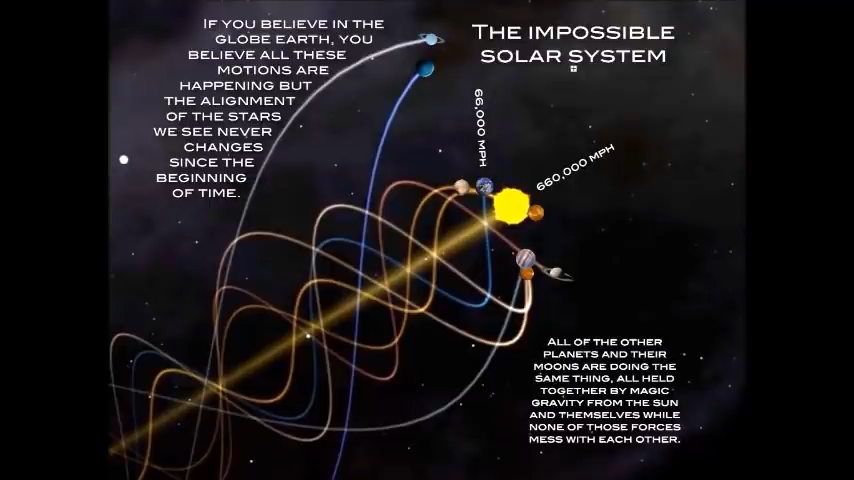 IF YOU BELIEVE IN THE
GLOBE EARTH, YOU
BELIEVE ALL THESE
MOTIONS ARE
HAPPENING BUT
THE ALIGNMENT
OF THE STARS
WE SEE NEVER
CHANGES
SINCE THE
BEGINNING
OF TIME.
THE IMPOSSIBLE
SOLAR SYSTEM
66,000 MPH
660,000 MPH
ALL OF THE OTHER
PLANETS AND THEIR
MOONS ARE DOING THE
SAME THING, ALL HELD
TOGETHER BY MAGIC
GRAVITY FROM THE SUN
AND THEMSELVES WHILE
NONE OF THOSE FORCES
MESS WITH EACH OTHER.